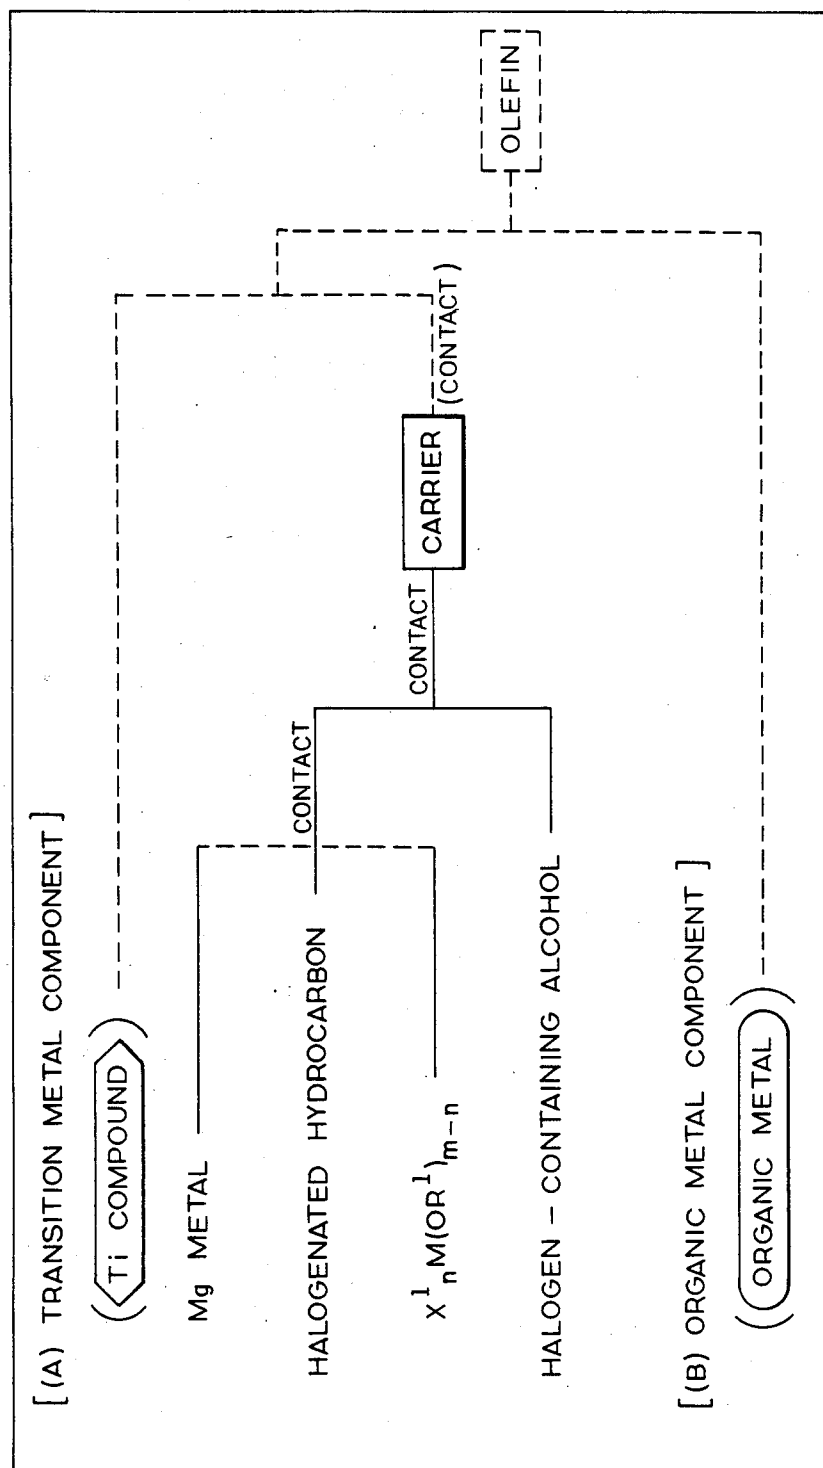 [(A) TRANSITION METAL COMPONENT]
(Ti COMPOUND)
Mg METAL
HALOGENATED HYDROCARBON
X¹ₙM(OR¹)ₘ₋ₙ
HALOGEN – CONTAINING ALCOHOL
CONTACT
CONTACT
CARRIER
(CONTACT)
OLEFIN
[(B) ORGANIC METAL COMPONENT]
(ORGANIC METAL)